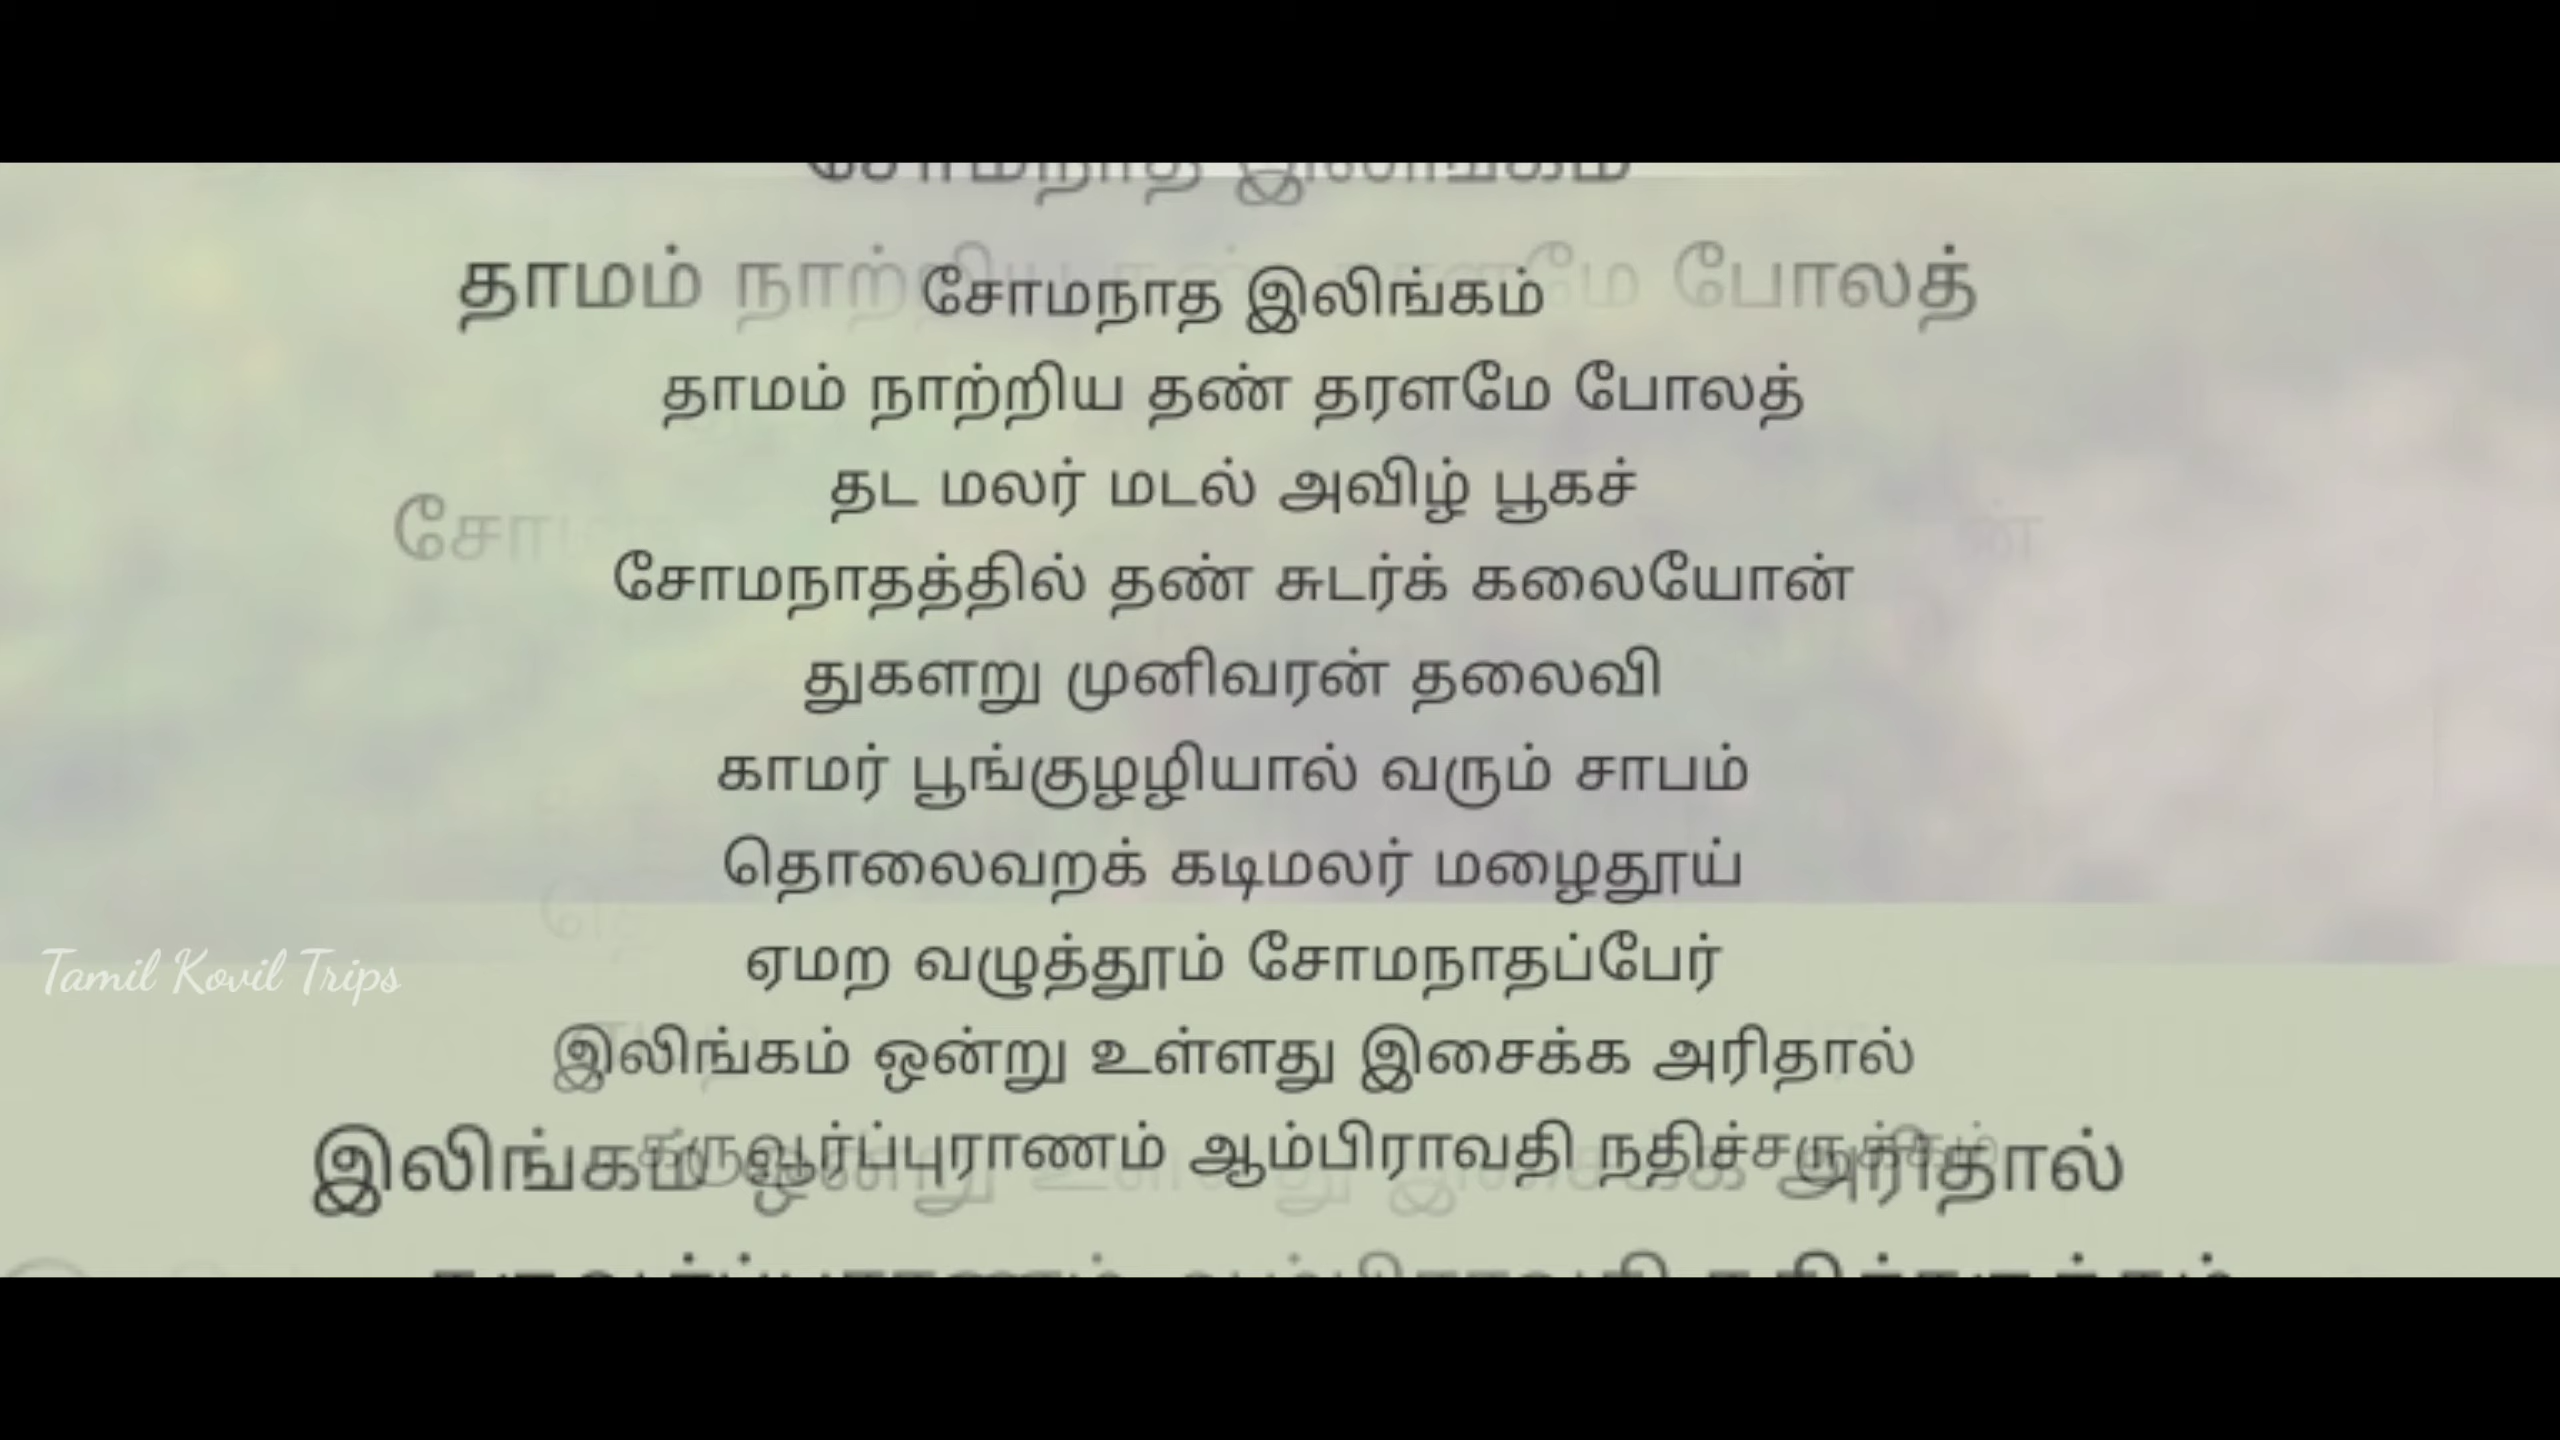 சோமநாத இலிங்கம்
தாமம் நாற்றிய தண் தரளமே போலத்
தட மலர் மடல் அவிழ் பூகச்
சோமநாதத்தில் தண் சுடர்க் கலையோன்
துகளறு முனிவரன் தலைவி
காமர் பூங்குழழியால் வரும் சாபம்
தொலைவறக் கடிமலர் மழைதூய்
ஏமற வழுத்தூம் சோமநாதப்பேர்
இலிங்கம் ஒன்று உள்ளது இசைக்க அரிதால்
கருவூர்ப்புராணம் ஆம்பிராவதி நதிச்சருக்கம்
Tamil Kovil Trips